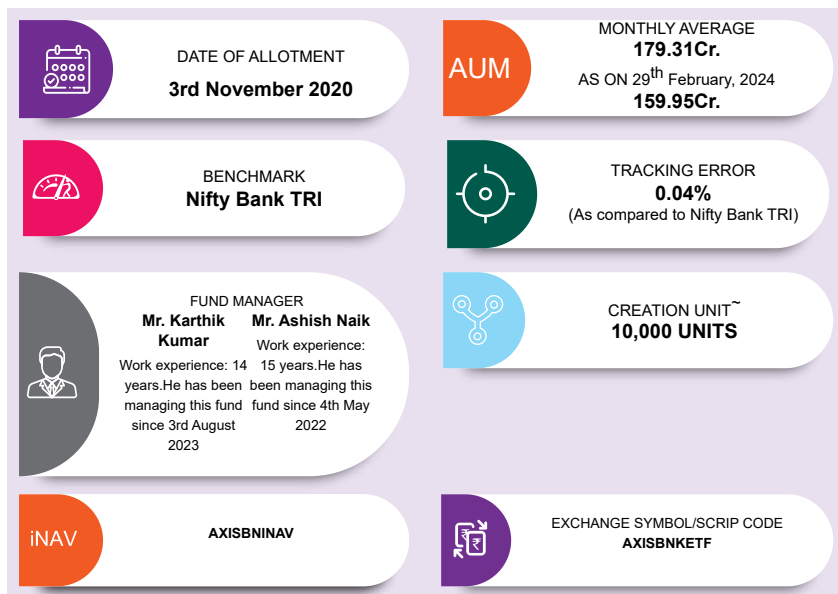 DATE OF ALLOTMENT
3rd November 2020
AUM
MONTHLY AVERAGE
179.31Cr.
AS ON 29th February, 2024
159.95Cr.
BENCHMARK
Nifty Bank TRI
TRACKING ERROR
0.04%
(As compared to Nifty Bank TRI)
FUND MANAGER
Mr. Karthik
Kumar
Work experience: 14
years.He has been
managing this fund
since 3rd August
2023
Mr. Ashish Naik
Work experience:
15 years.He has
been managing this
fund since 4th May
2022
CREATION UNIT~
10,000 UNITS
iNAV
AXISBNINAV
₹
₹
EXCHANGE SYMBOL/SCRIP CODE
AXISBNKETF